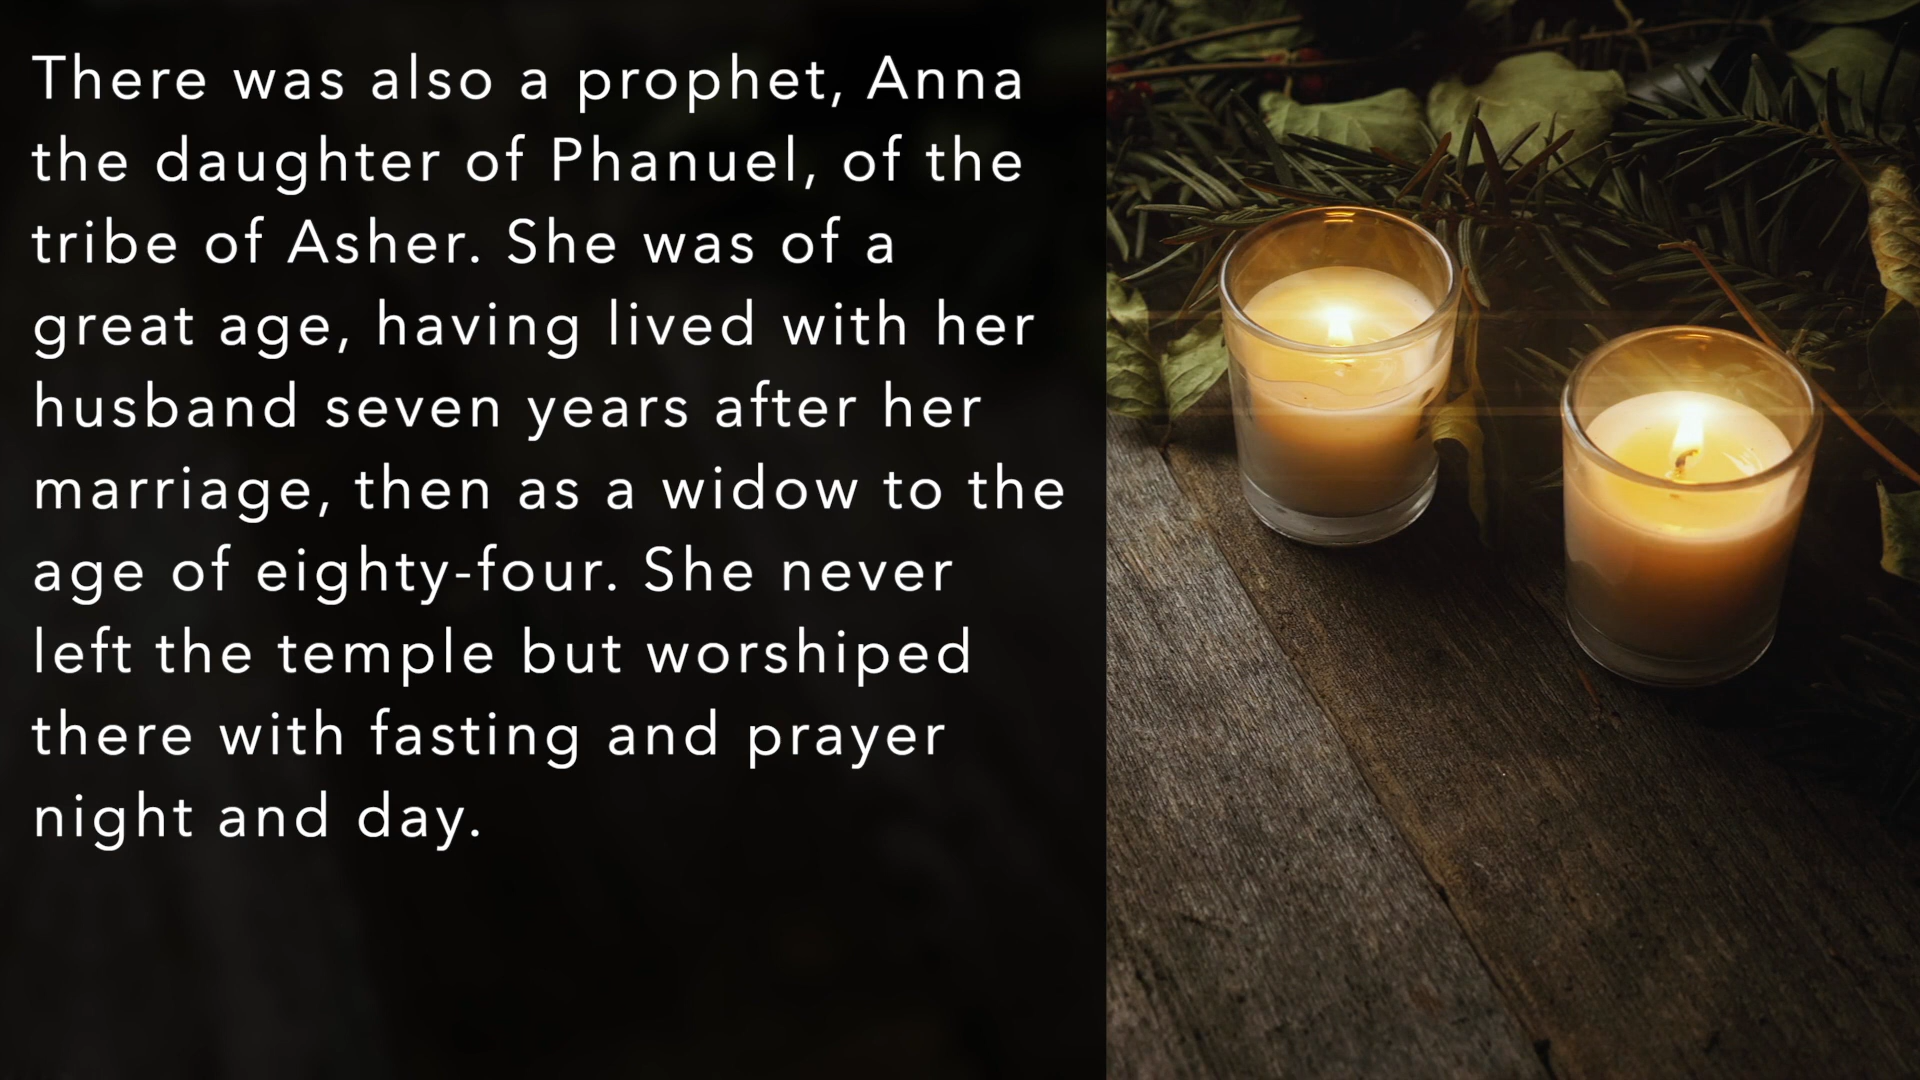 There was also a prophet, Anna
the daughter of Phanuel, of the
tribe of Asher. She was of a
great age, having lived with her
husband seven years after her
marriage, then as a widow to the
age of eighty-four. She never
left the temple but worshiped
there with fasting and prayer
night and day.